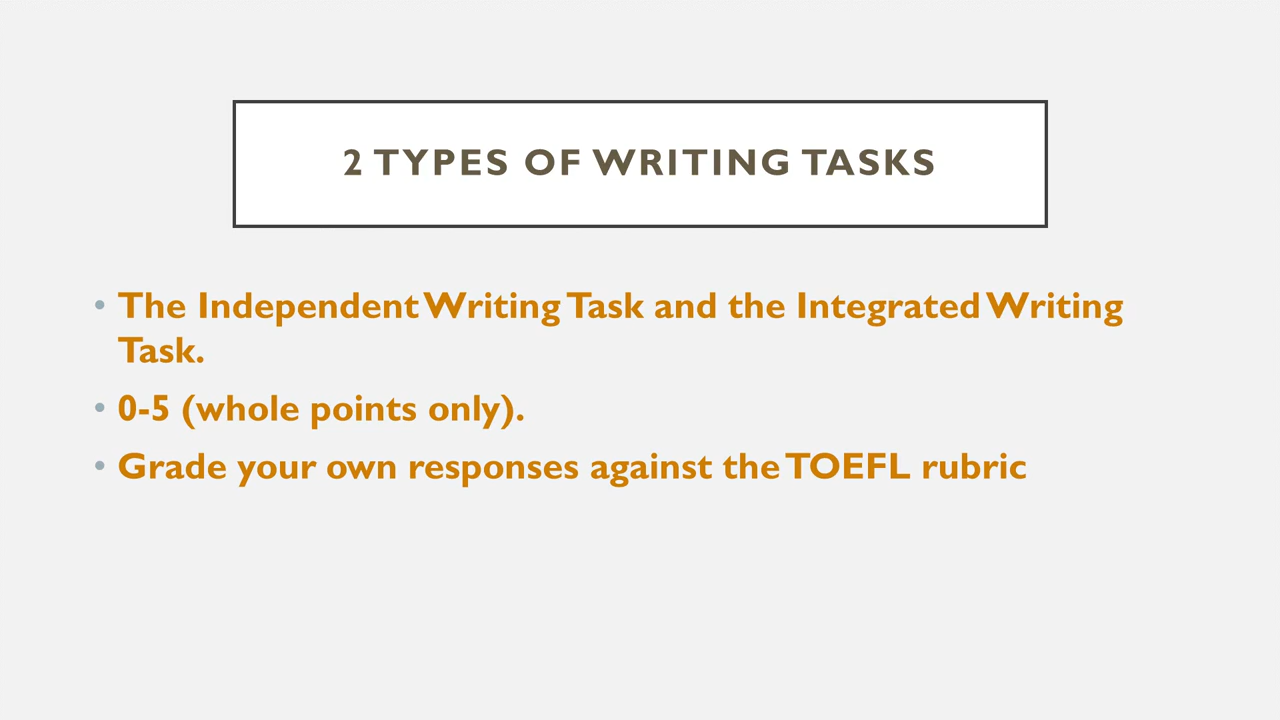 2 TYPES OF WRITING TASKS
• The Independent Writing Task and the Integrated Writing
Task.
• 0-5 (whole points only).
• Grade your own responses against the TOEFL rubric